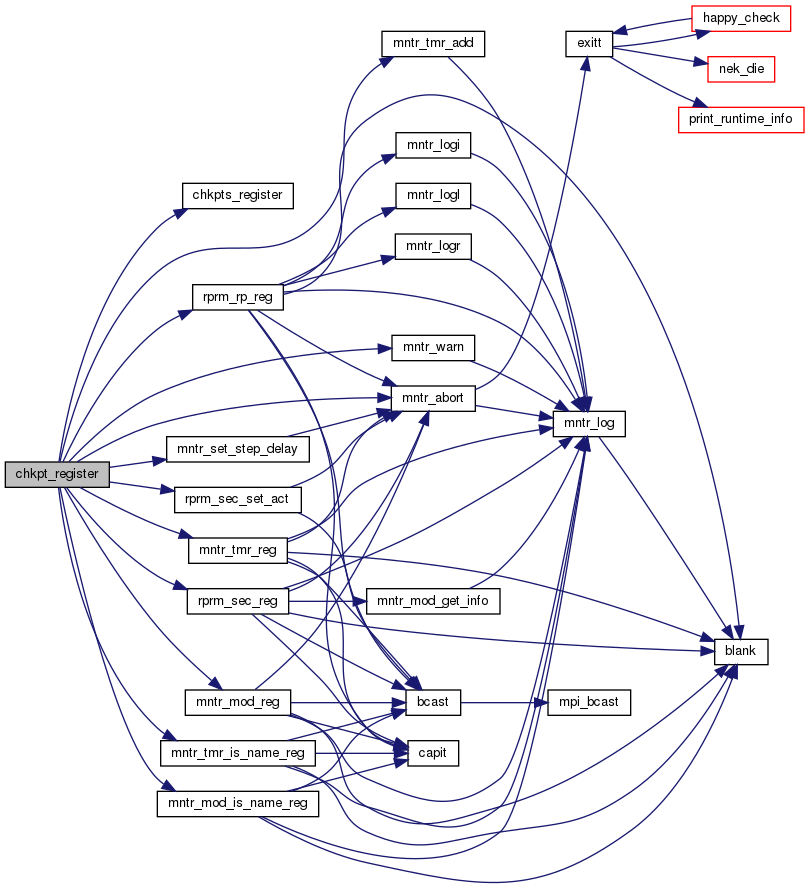 happy_check
mntr_tmr_add
exitt
nek_die
print_runtime_info
mntr_logi
chkpts_register
mntr_logl
mntr_logr
rprm_rp_reg
mntr_warn
mntr_abort
mntr_log
mntr_set_step_delay
chkpt_register
rprm_sec_set_act
mntr_tmr_reg
rprm_sec_reg
mntr_mod_get_info
blank
mntr_mod_reg
bcast
mpi_bcast
mntr_tmr_is_name_reg
capit
mntr_mod_is_name_reg